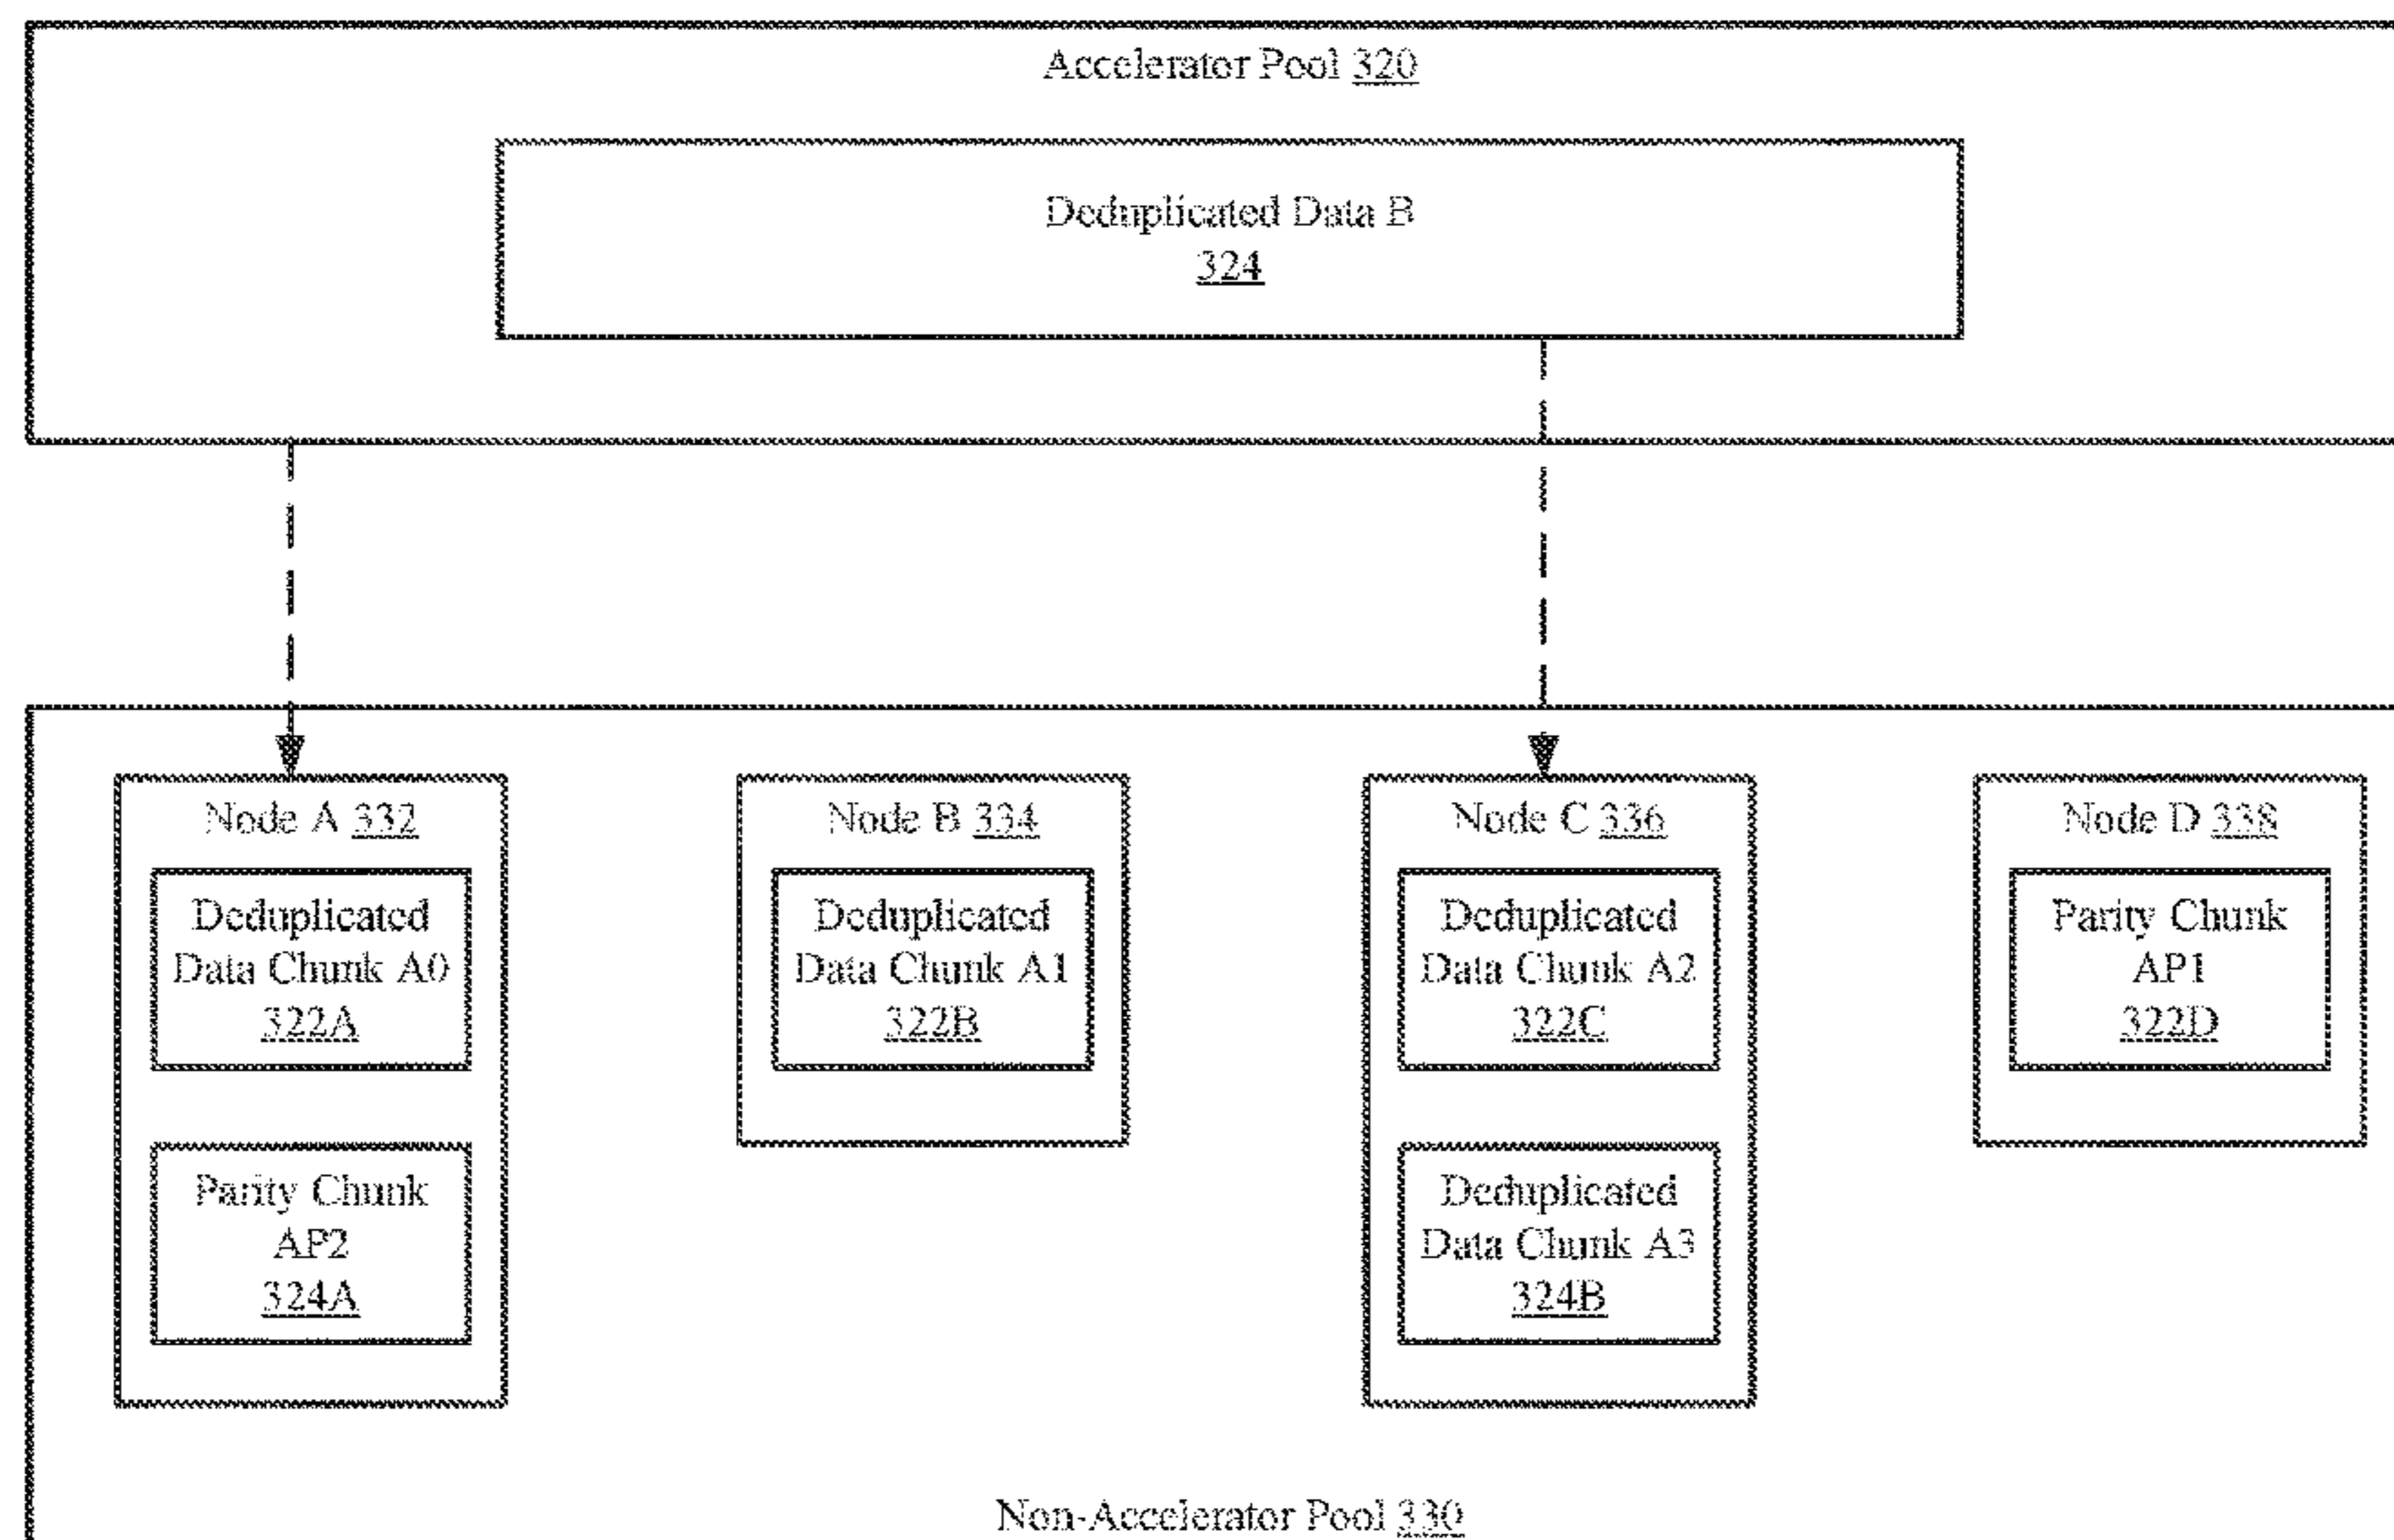 Accelerator Pool 320
Deduplicated Data B
324
Node A 332
Deduplicated
Data Chunk A0
322A
Parity Chunk
AP2
324A
Node B 334
Deduplicated
Data Chunk A1
322B
Node C 336
Deduplicated
Data Chunk A2
322C
Deduplicated
Data Chunk A3
324B
Node D 338
Parity Chunk
AP1
322D
Non-Accelerator Pool 330